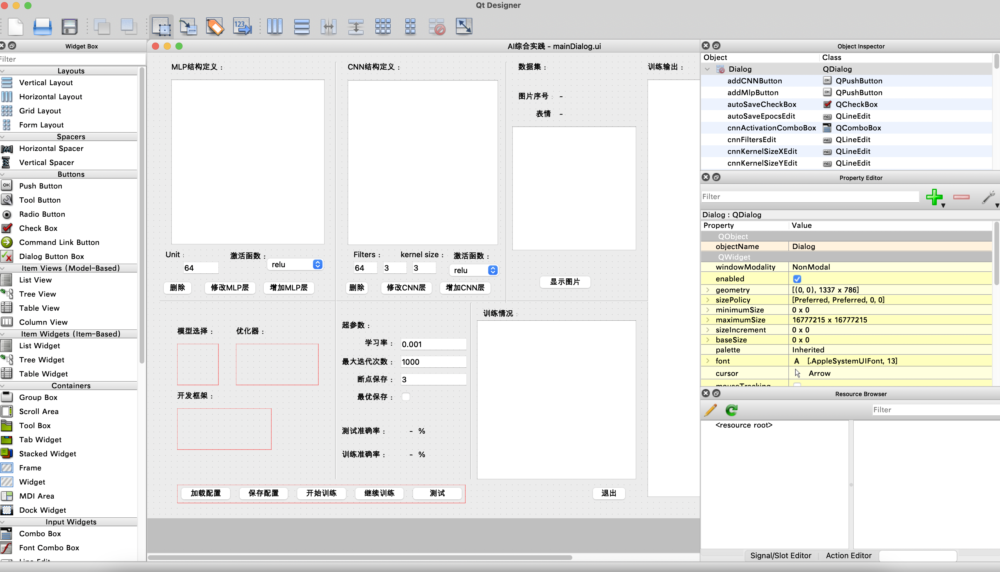 Qt Designer
123
Widget Box
Filter
Layouts
Vertical Layout
Horizontal Layout
Grid Layout
Form Layout
Spacers
Horizontal Spacer
Vertical Spacer
Buttons
OK Push Button
Tool Button
Radio Button
Check Box
Command Link Button
Dialog Button Box
Item Views (Model-Based)
List View
Tree View
Table View
Column View
Item Widgets (Item-Based)
List Widget
Tree Widget
Table Widget
Containers
Group Box
Scroll Area
Tool Box
Tab Widget
Stacked Widget
Frame
Widget
MDI Area
Dock Widget
Input Widgets
Combo Box
Font Combo Box
Line Edit
AI综合实践 - mainDialog.ui
MLP结构定义：
CNN结构定义：
数据集：
训练输出：
图片序号： -
表情 -
Unit：
激活函数：
64
relu
Filters：
kernel size：
激活函数：
64
3
3
relu
删除
修改MLP层
增加MLP层
删除
修改CNN层
增加CNN层
显示图片
模型选择：
优化器：
开发框架：
超参数：
学习率： 0.001
最大迭代次数： 1000
断点保存： 3
最优保存：
测试准确率： - %
训练准确率： - %
训练情况：
加载配置
保存配置
开始训练
继续训练
测试
退出
Object Inspector
Object Class
Dialog QDialog
addCNNButton OK QPushButton
addMlpButton OK QPushButton
autoSaveCheckBox QCheckBox
autoSaveEpocsEdit QLineEdit
cnnActivationComboBox QComboBox
cnnFiltersEdit QLineEdit
cnnKernelSizeXEdit QLineEdit
cnnKernelSizeYEdit QLineEdit
Property Editor
Filter
Dialog : QDialog
Property Value
QObject
objectName Dialog
QWidget
windowModality NonModal
enabled
geometry [(0, 0), 1337 x 786]
sizePolicy [Preferred, Preferred, 0, 0]
minimumSize 0 x 0
maximumSize 16777215 x 16777215
sizeIncrement 0 x 0
baseSize 0 x 0
palette Inherited
font A [.AppleSystemUIFont, 13]
cursor Arrow
mouseTracking
Resource Browser
Filter
<resource root>
Signal/Slot Editor
Action Editor